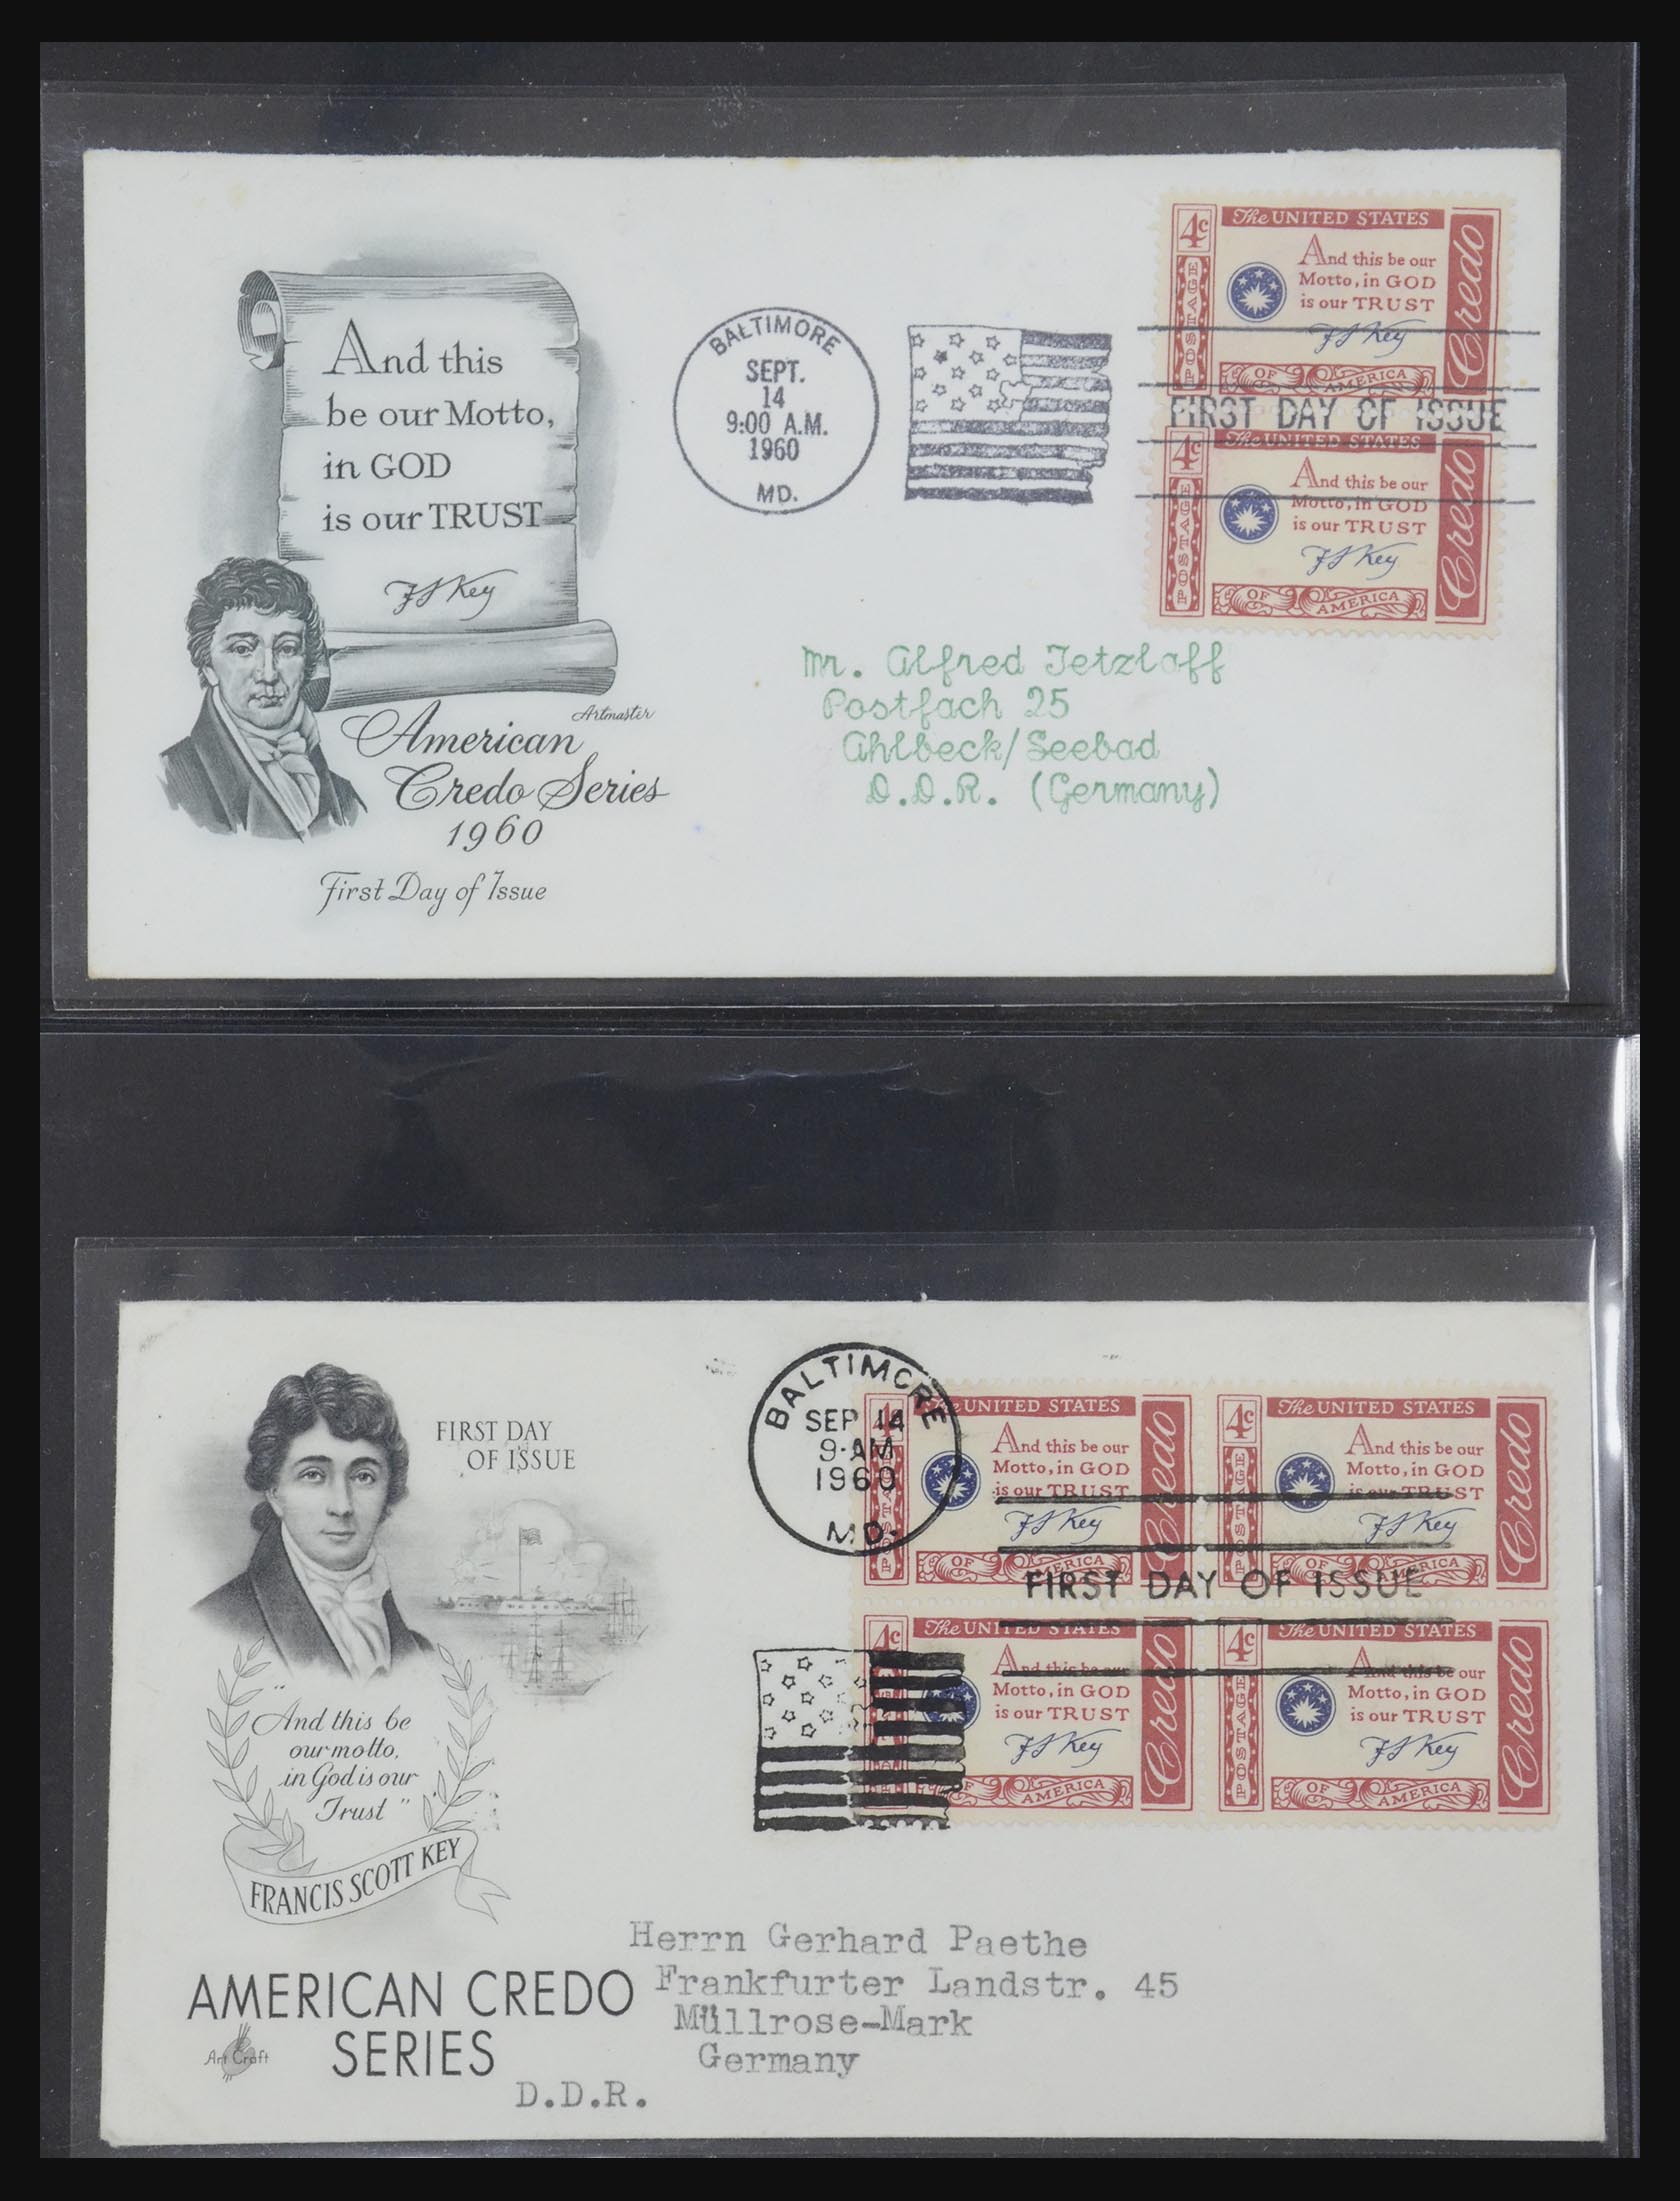 And this
be our Motto,
in GOD
is our TRUST
F S Key
Artmaster
American
Credo Series
1960
First Day of Issue
BALTIMORE
SEPT.
14
9:00 A.M.
1960
MD.
4c
The UNITED STATES
And this be our
Motto, in GOD
is our TRUST
F S Key
POSTAGE
OF AMERICA
Credo
FIRST DAY OF ISSUE
4c
The UNITED STATES
And this be our
Motto, in GOD
is our TRUST
F S Key
POSTAGE
OF AMERICA
Credo
Mr. Alfred Tetzlaff
Postfach 25
Ahlbeck/Seebad
D.D.R. (Germany)
FIRST DAY
OF ISSUE
"And this be
our motto,
in God is our
Trust"
FRANCIS SCOTT KEY
AMERICAN CREDO
SERIES
Art Craft
BALTIMORE
SEP 14
9-AM
1960
MD.
4c
The UNITED STATES
And this be our
Motto, in GOD
is our TRUST
F S Key
POSTAGE
OF AMERICA
Credo
4c
The UNITED STATES
And this be our
Motto, in GOD
is our TRUST
F S Key
POSTAGE
OF AMERICA
Credo
FIRST DAY OF ISSUE
4c
The UNITED STATES
And this be our
Motto, in GOD
is our TRUST
F S Key
OF AMERICA
Credo
4c
The UNITED STATES
And this be our
Motto, in GOD
is our TRUST
F S Key
POSTAGE
OF AMERICA
Credo
Herrn Gerhard Paethe
Frankfurter Landstr. 45
Müllrose-Mark
Germany
D.D.R.